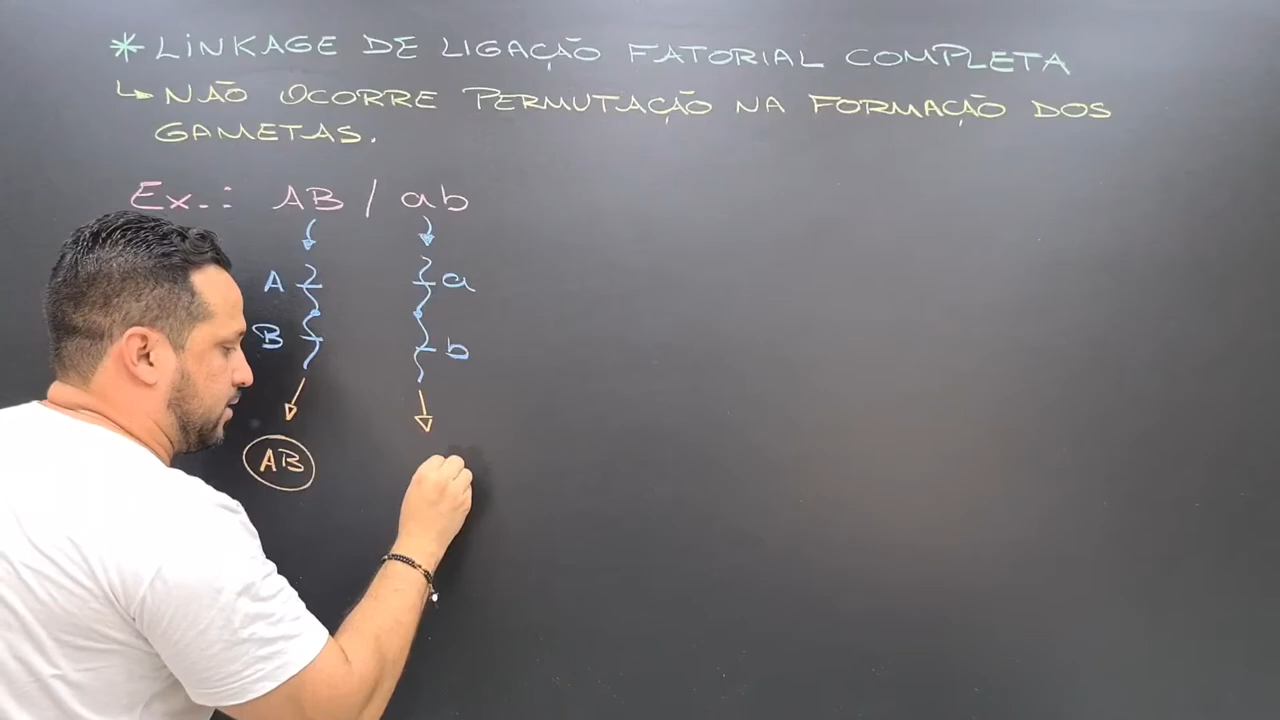 * LINKAGE DE LIGAÇÃO FATORIAL COMPLETA
↳ NÃO OCORRE PERMUTAÇÃO NA FORMAÇÃO DOS
GAMETAS.
Ex.: AB / ab
A a
B b
AB